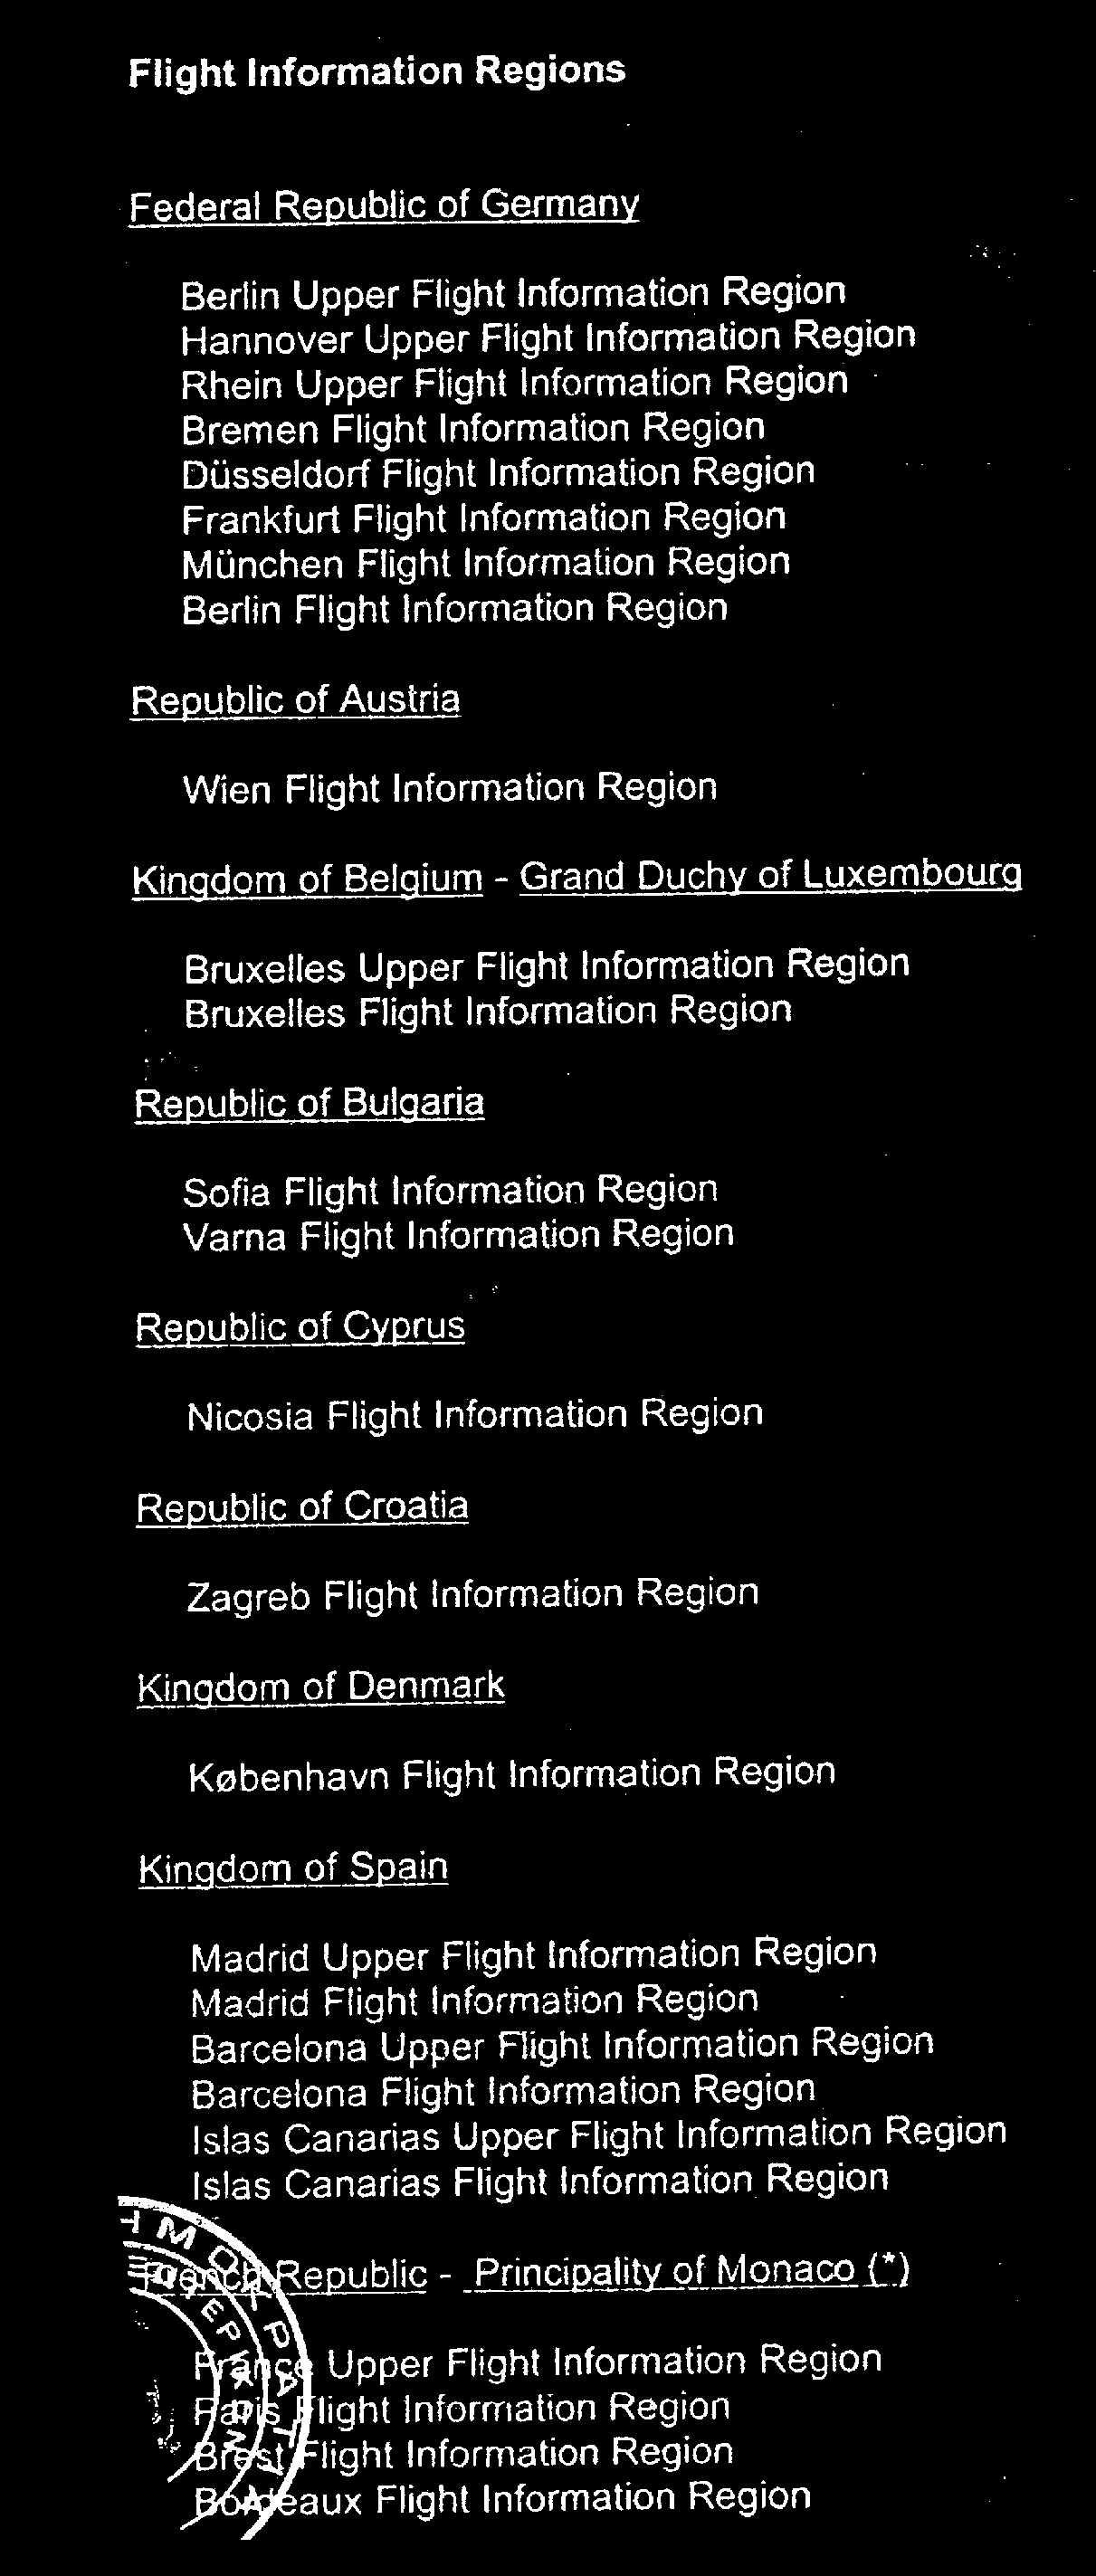 Flight Information Regions
Federal Republic of Germany
Berlin Upper Flight Information Region
Hannover Upper Flight Information Region
Rhein Upper Flight Information Region
Bremen Flight Information Region
Düsseldorf Flight Information Region
Frankfurt Flight Information Region
München Flight Information Region
Berlin Flight Information Region
Republic of Austria
Wien Flight Information Region
Kingdom of Belgium - Grand Duchy of Luxembourg
Bruxelles Upper Flight Information Region
Bruxelles Flight Information Region
Republic of Bulgaria
Sofia Flight Information Region
Varna Flight Information Region
Republic of Cyprus
Nicosia Flight Information Region
Republic of Croatia
Zagreb Flight Information Region
Kingdom of Denmark
København Flight Information Region
Kingdom of Spain
Madrid Upper Flight Information Region
Madrid Flight Information Region
Barcelona Upper Flight Information Region
Barcelona Flight Information Region
Islas Canarias Upper Flight Information Region
Islas Canarias Flight Information Region
French Republic - Principality of Monaco (*)
France Upper Flight Information Region
Paris Flight Information Region
Brest Flight Information Region
Bordeaux Flight Information Region